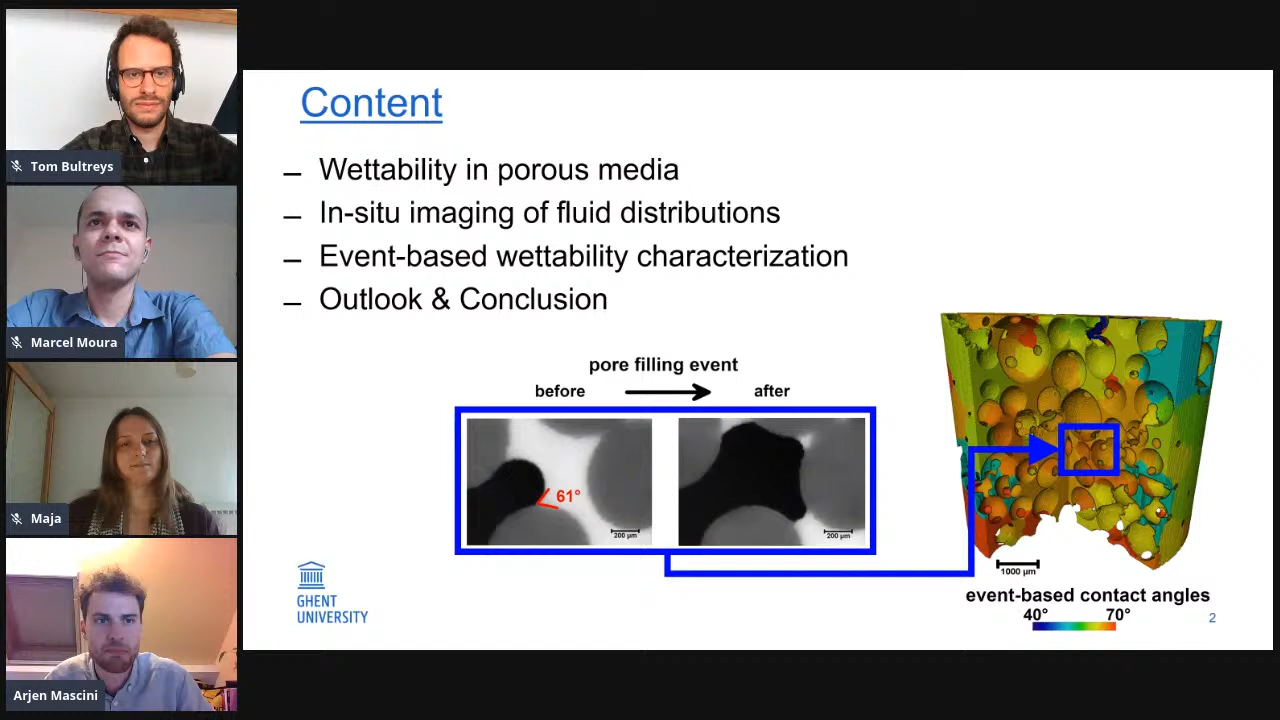 Tom Bultreys
Marcel Moura
Maja
Arjen Mascini
Content
– Wettability in porous media
– In-situ imaging of fluid distributions
– Event-based wettability characterization
– Outlook & Conclusion
pore filling event
before after
61°
200 µm 200 µm
1000 µm
event-based contact angles
40° 70°
GHENT
UNIVERSITY
2